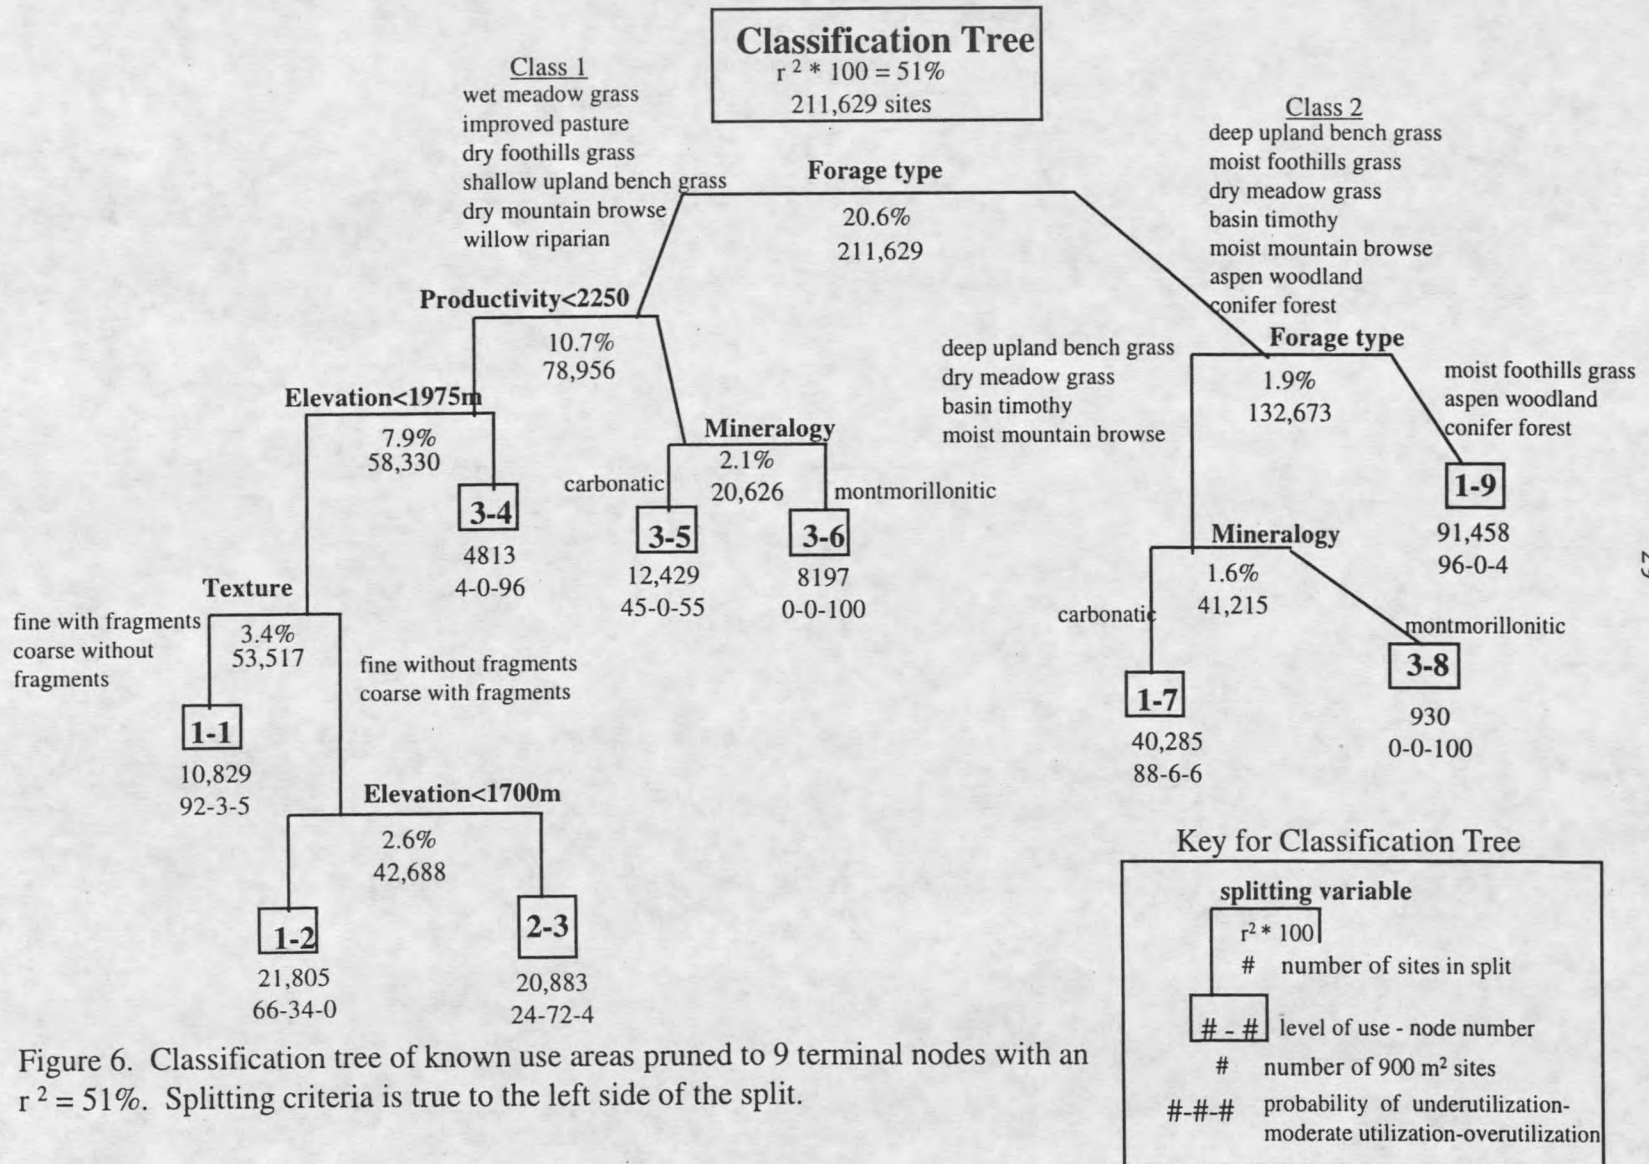 Classification Tree
r 2 * 100 = 51%
211,629 sites
Class 1
wet meadow grass
improved pasture
dry foothills grass
shallow upland bench grass
dry mountain browse
willow riparian
Class 2
deep upland bench grass
moist foothills grass
dry meadow grass
basin timothy
moist mountain browse
aspen woodland
conifer forest
Forage type
20.6%
211,629
Productivity<2250
10.7%
78,956
Elevation<1975m
7.9%
58,330
3-4
4813
4-0-96
Mineralogy
2.1%
20,626
carbonatic
montmorillonitic
3-5
12,429
45-0-55
3-6
8197
0-0-100
Texture
3.4%
53,517
fine with fragments
coarse without
fragments
fine without fragments
coarse with fragments
1-1
10,829
92-3-5
Elevation<1700m
2.6%
42,688
1-2
21,805
66-34-0
2-3
20,883
24-72-4
Forage type
1.9%
132,673
deep upland bench grass
dry meadow grass
basin timothy
moist mountain browse
moist foothills grass
aspen woodland
conifer forest
1-9
91,458
96-0-4
Mineralogy
1.6%
41,215
carbonatic
montmorillonitic
1-7
40,285
88-6-6
3-8
930
0-0-100
Key for Classification Tree
splitting variable
r² * 100
# number of sites in split
# - # level of use - node number
# number of 900 m² sites
#-#-# probability of underutilization-
moderate utilization-overutilization
Figure 6. Classification tree of known use areas pruned to 9 terminal nodes with an
r 2 = 51%. Splitting criteria is true to the left side of the split.